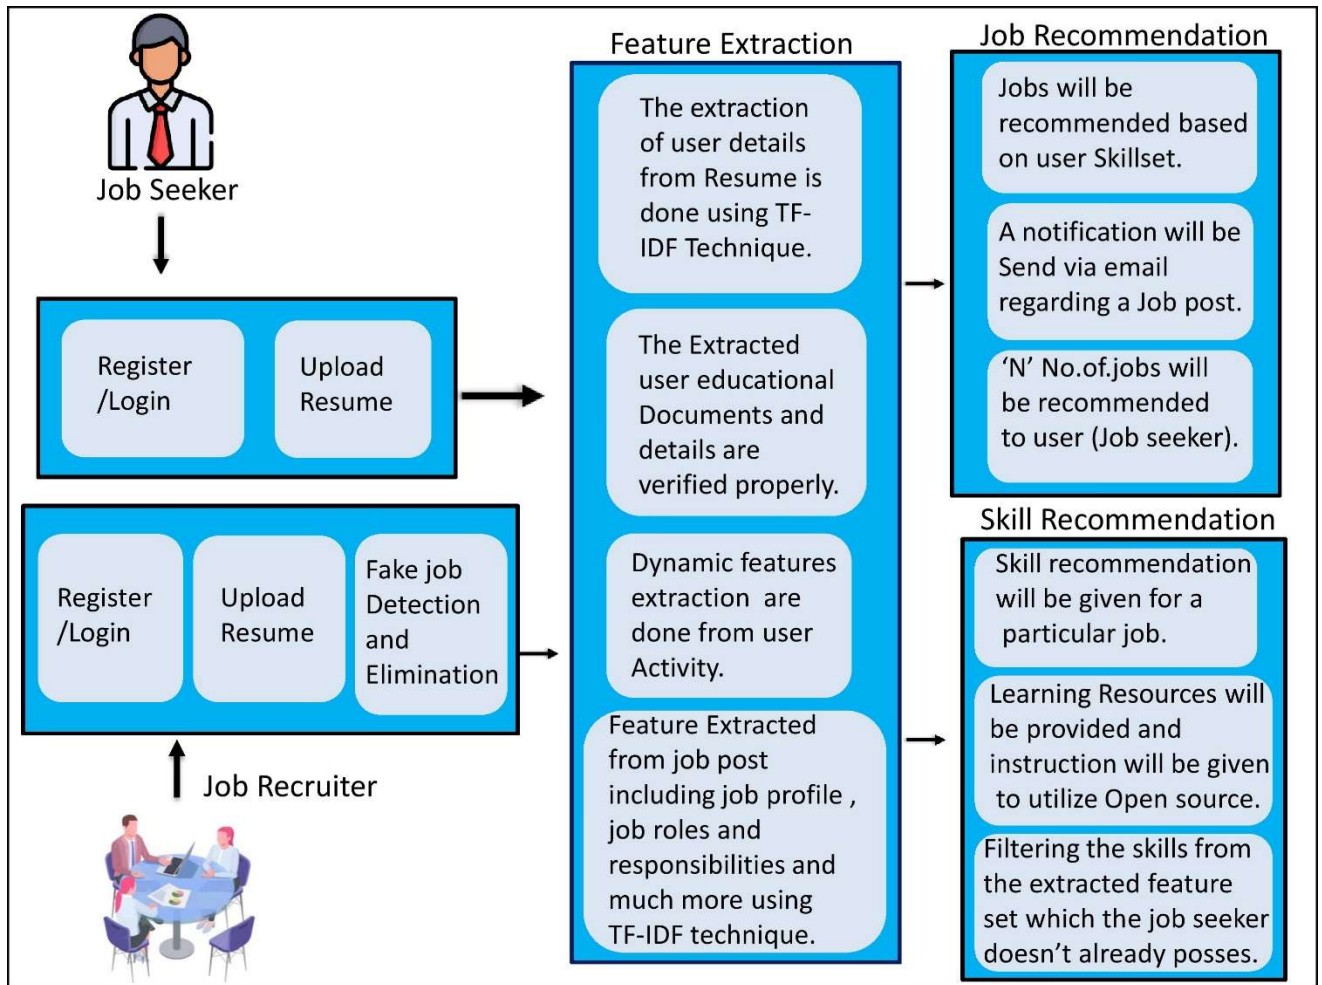 Job Seeker
Register
/Login
Upload
Resume
Register
/Login
Upload
Resume
Fake job
Detection
and
Elimination
Job Recruiter
Feature Extraction
The extraction
of user details
from Resume is
done using TF-
IDF Technique.
The Extracted
user educational
Documents and
details are
verified properly.
Dynamic features
extraction are
done from user
Activity.
Feature Extracted
from job post
including job profile ,
job roles and
responsibilities and
much more using
TF-IDF technique.
Job Recommendation
Jobs will be
recommended based
on user Skillset.
A notification will be
Send via email
regarding a Job post.
‘N’ No.of.jobs will
be recommended
to user (Job seeker).
Skill Recommendation
Skill recommendation
will be given for a
particular job.
Learning Resources will
be provided and
instruction will be given
to utilize Open source.
Filtering the skills from
the extracted feature
set which the job seeker
doesn’t already posses.